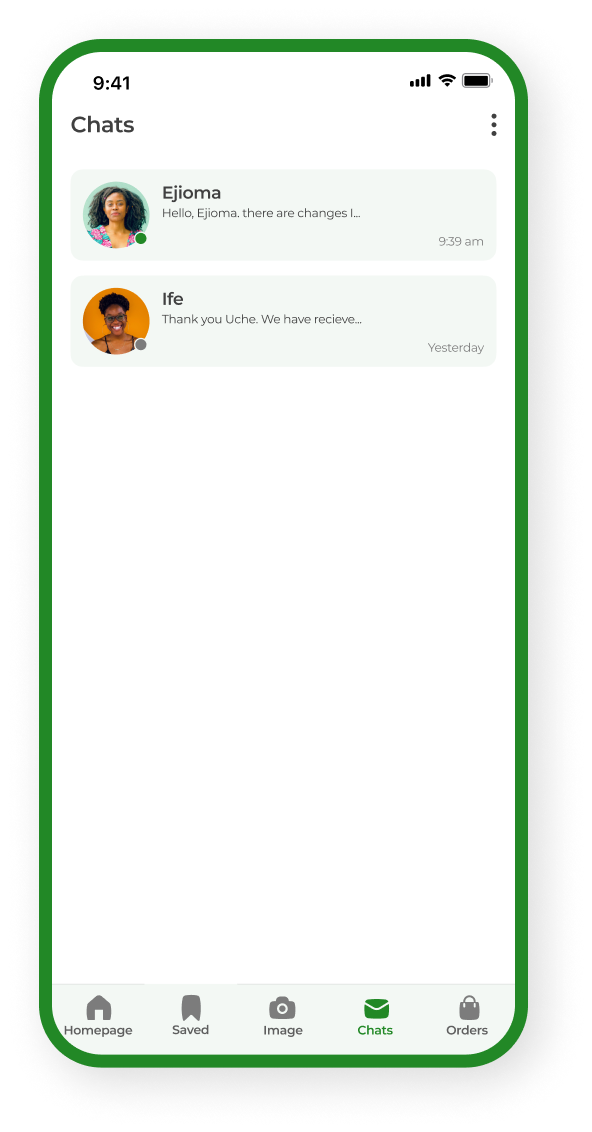 9:41
Chats
Ejioma
Hello, Ejioma. there are changes I...
9:39 am
Ife
Thank you Uche. We have recieve...
Yesterday
Homepage
Saved
Image
Chats
Orders